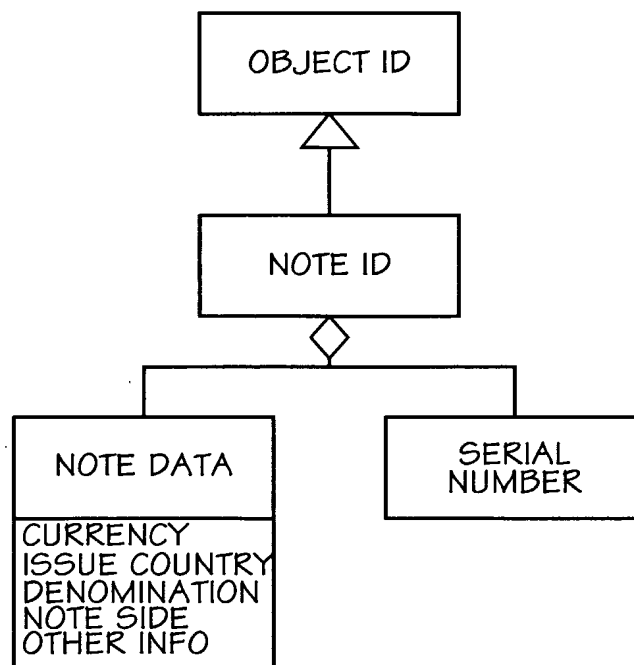 OBJECT ID
NOTE ID
NOTE DATA
CURRENCY
ISSUE COUNTRY
DENOMINATION
NOTE SIDE
OTHER INFO
SERIAL
NUMBER